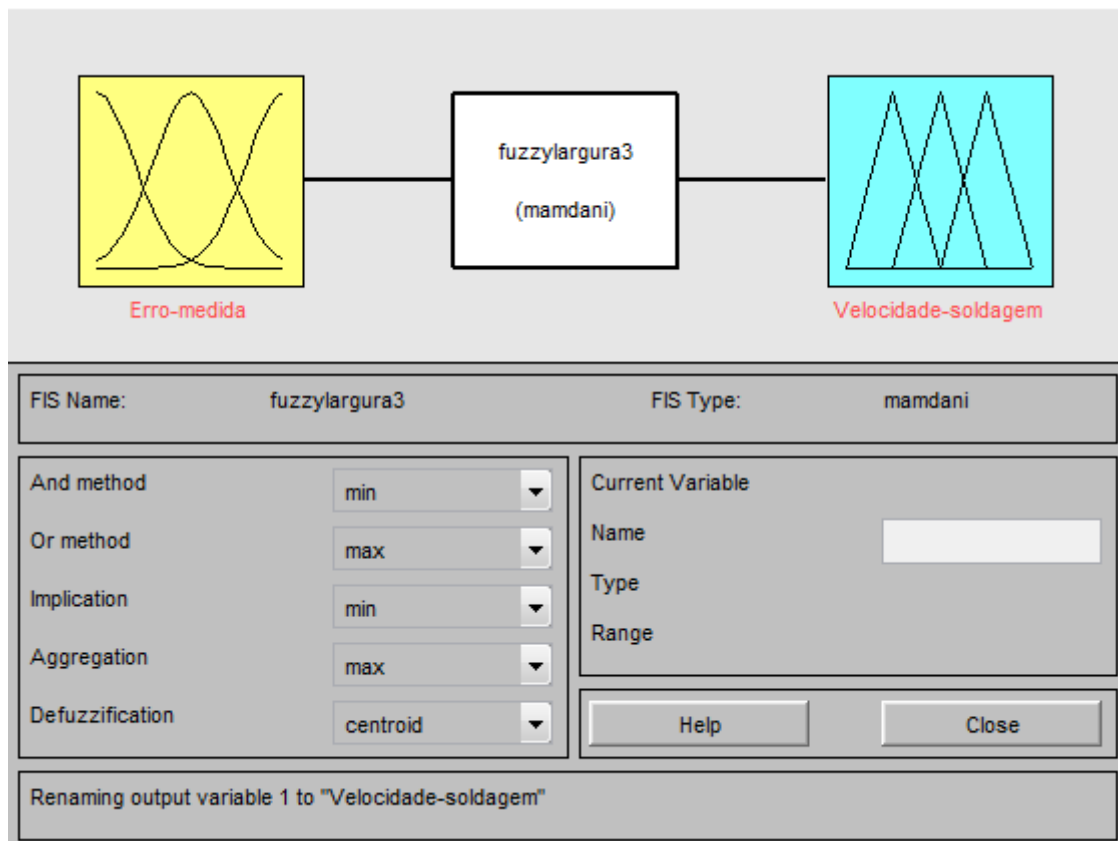 fuzzylargura3
(mamdani)
Erro-medida
Velocidade-soldagem
FIS Name: fuzzylargura3 FIS Type: mamdani
And method min
Or method max
Implication min
Aggregation max
Defuzzification centroid
Current Variable
Name
Type
Range
Help Close
Renaming output variable 1 to "Velocidade-soldagem"